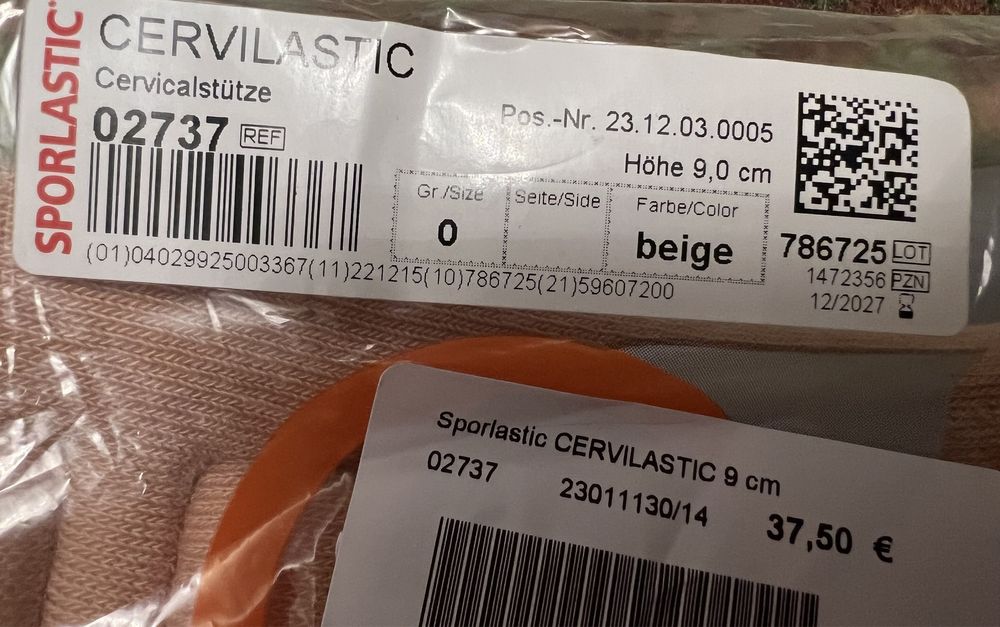 SPORLASTIC
CERVILASTIC
Cervicalstütze
02737 REF
Pos.-Nr. 23.12.03.0005
Höhe 9,0 cm
Gr./Size
0
Seite/Side
Farbe/Color
beige
786725 LOT
1472356 PZN
12/2027
(01)04029925003367(11)221215(10)786725(21)59607200
Sporlastic CERVILASTIC 9 cm
02737
23011130/14
37,50 €